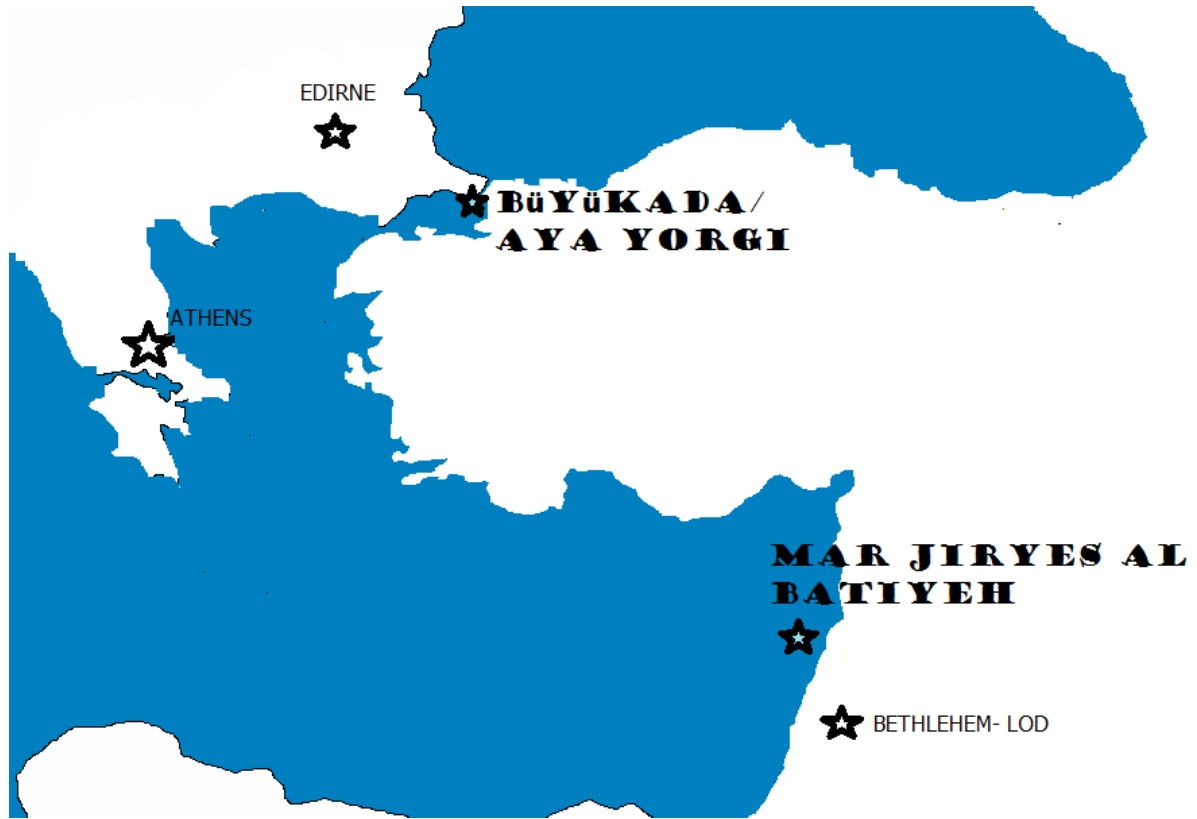 EDIRNE
BüYüKADA/
AYA YORGI
ATHENS
MAR JIRYES AL
BATIYEH
BETHLEHEM- LOD